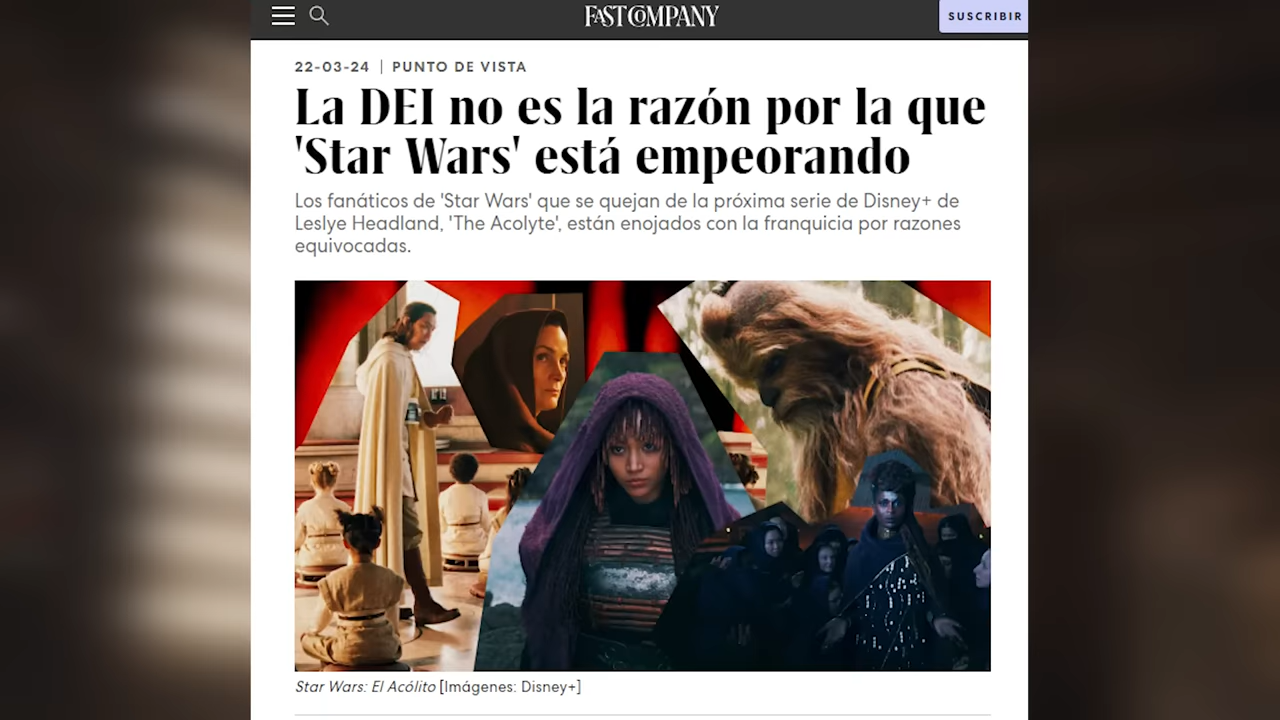 FAST COMPANY
SUSCRIBIR
22-03-24 | PUNTO DE VISTA
La DEI no es la razón por la que
'Star Wars' está empeorando
Los fanáticos de 'Star Wars' que se quejan de la próxima serie de Disney+ de
Leslye Headland, 'The Acolyte', están enojados con la franquicia por razones
equivocadas.
Star Wars: El Acólito [Imágenes: Disney+]